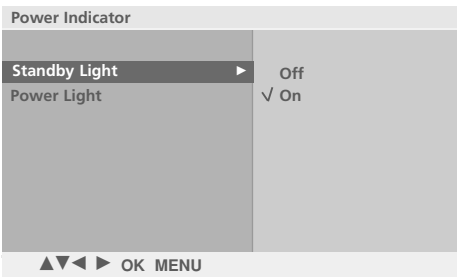 Power Indicator
Standby Light ► Off
Power Light √ On
▲▼◄ ► OK MENU